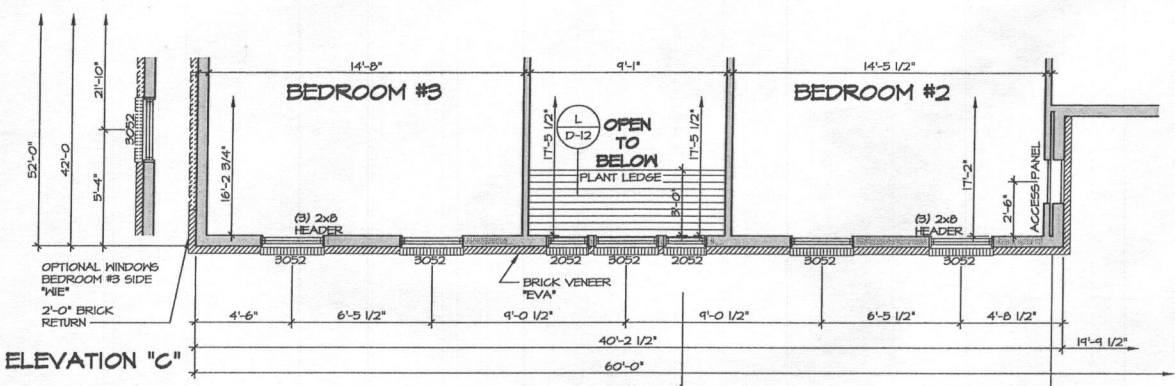 14'-8"
9'-1"
14'-5 1/2"
BEDROOM #3
BEDROOM #2
52'-0"
42'-0
21'-10"
3052
5'-4"
16'-2 3/4"
17'-5 1/2"
L
D-12
OPEN
TO
BELOW
PLANT LEDGE
17'-5 1/2"
3'-0"
17'-2"
2'-6"
ACCESS PANEL
(3) 2x8
HEADER
(3) 2x8
HEADER
3052
3052
2052
3052
2052
3052
3052
OPTIONAL WINDOWS
BEDROOM #3 SIDE
"WIE"
2'-0" BRICK
RETURN
BRICK VENEER
"EVA"
4'-6"
6'-5 1/2"
9'-0 1/2"
9'-0 1/2"
6'-5 1/2"
4'-8 1/2"
40'-2 1/2"
19'-9 1/2"
60'-0"
ELEVATION "C"